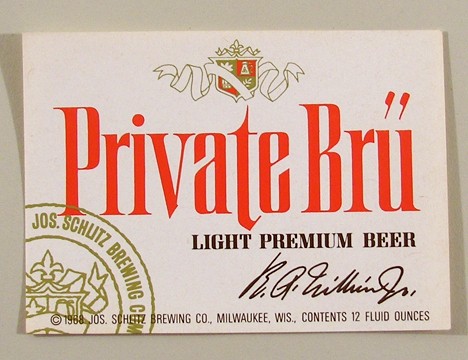 Private Brü
LIGHT PREMIUM BEER
JOS. SCHLITZ BREWING COM
© 1968 JOS. SCHLITZ BREWING CO., MILWAUKEE, WIS., CONTENTS 12 FLUID OUNCES